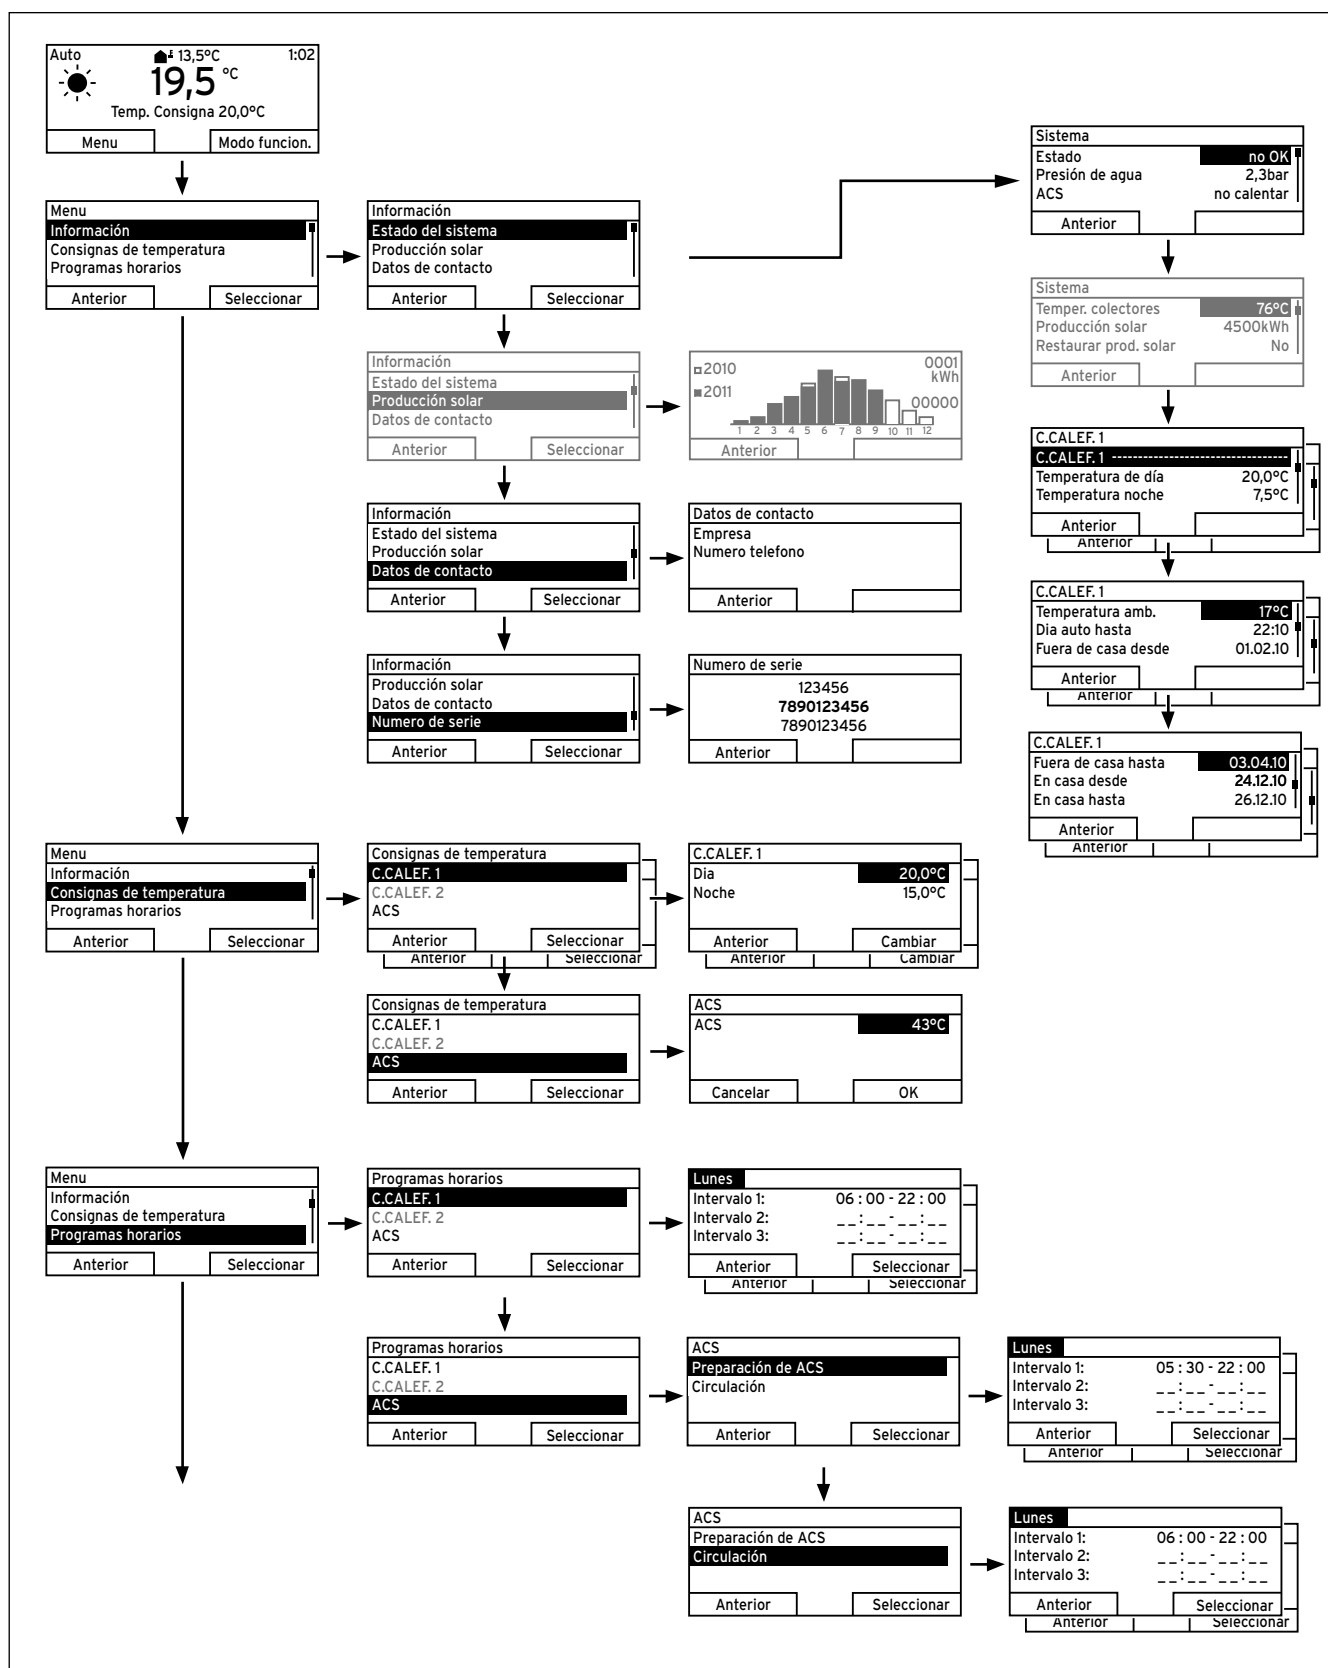 Auto 13,5°C 1:02
19,5 °C
Temp. Consigna 20,0°C
Menu Modo funcion.
Menu
Información
Consignas de temperatura
Programas horarios
Anterior Seleccionar
Información
Estado del sistema
Producción solar
Datos de contacto
Anterior Seleccionar
Sistema
Estado no OK
Presión de agua 2,3bar
ACS no calentar
Anterior
Sistema
Temper. colectores 76°C
Producción solar 4500kWh
Restaurar prod. solar No
Anterior
Información
Estado del sistema
Producción solar
Datos de contacto
Anterior Seleccionar
2010 0001
kWh
2011
00000
1 2 3 4 5 6 7 8 9 10 11 12
Anterior
C.CALEF. 1
C.CALEF. 1 ----------------------------------
Temperatura de día 20,0°C
Temperatura noche 7,5°C
Anterior
Anterior
Información
Estado del sistema
Producción solar
Datos de contacto
Anterior Seleccionar
Datos de contacto
Empresa
Numero telefono
Anterior
C.CALEF. 1
Temperatura amb. 17°C
Dia auto hasta 22:10
Fuera de casa desde 01.02.10
Anterior
Anterior
Información
Producción solar
Datos de contacto
Numero de serie
Anterior Seleccionar
Numero de serie
123456
7890123456
7890123456
Anterior
C.CALEF. 1
Fuera de casa hasta 03.04.10
En casa desde 24.12.10
En casa hasta 26.12.10
Anterior
Anterior
Menu
Información
Consignas de temperatura
Programas horarios
Anterior Seleccionar
Consignas de temperatura
C.CALEF. 1
C.CALEF. 2
ACS
Anterior Seleccionar
Anterior Seleccionar
C.CALEF. 1
Dia 20,0°C
Noche 15,0°C
Anterior Cambiar
Anterior Cambiar
Consignas de temperatura
C.CALEF. 1
C.CALEF. 2
ACS
Anterior Seleccionar
ACS
ACS 43°C
Cancelar OK
Menu
Información
Consignas de temperatura
Programas horarios
Anterior Seleccionar
Programas horarios
C.CALEF. 1
C.CALEF. 2
ACS
Anterior Seleccionar
Lunes
Intervalo 1: 06 : 00 - 22 : 00
Intervalo 2: _ _ : _ _ - _ _ : _ _
Intervalo 3: _ _ : _ _ - _ _ : _ _
Anterior Seleccionar
Anterior Seleccionar
Programas horarios
C.CALEF. 1
C.CALEF. 2
ACS
Anterior Seleccionar
ACS
Preparación de ACS
Circulación
Anterior Seleccionar
Lunes
Intervalo 1: 05 : 30 - 22 : 00
Intervalo 2: _ _ : _ _ - _ _ : _ _
Intervalo 3: _ _ : _ _ - _ _ : _ _
Anterior Seleccionar
Anterior Seleccionar
ACS
Preparación de ACS
Circulación
Anterior Seleccionar
Lunes
Intervalo 1: 06 : 00 - 22 : 00
Intervalo 2: _ _ : _ _ - _ _ : _ _
Intervalo 3: _ _ : _ _ - _ _ : _ _
Anterior Seleccionar
Anterior Seleccionar